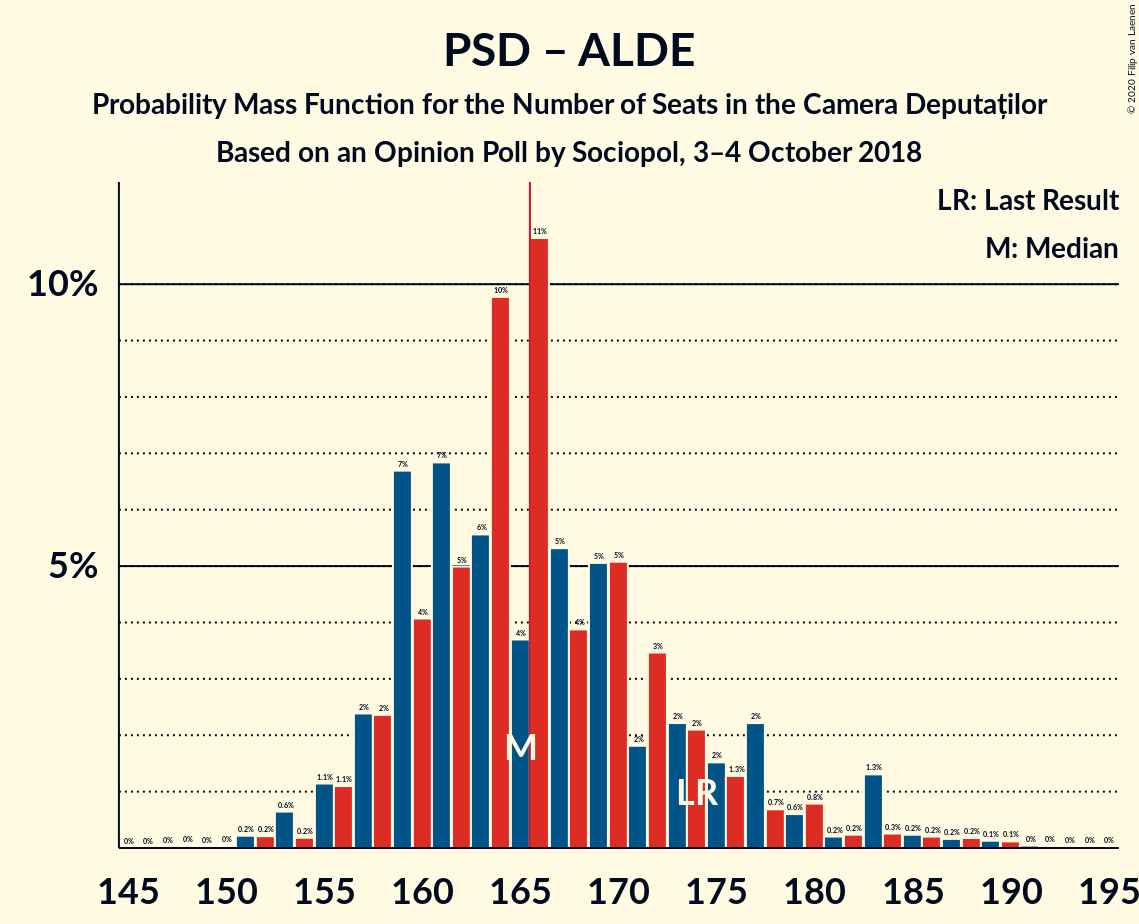 © 2020 Filip van Laenen
PSD – ALDE
Probability Mass Function for the Number of Seats in the Camera Deputaților
Based on an Opinion Poll by Sociopol, 3–4 October 2018
LR: Last Result
M: Median
10%
5%
0% 0% 0% 0% 0% 0% 0.2% 0.2% 0.6% 0.2% 1.1% 1.1% 2% 2% 7% 4% 7% 5% 6% 10% 4% 11% 5% 4% 5% 5% 2% 3% 2% 2% 2% 1.3% 2% 0.7% 0.6% 0.8% 0.2% 0.2% 1.3% 0.3% 0.2% 0.2% 0.2% 0.2% 0.1% 0.1% 0% 0% 0% 0% 0%
M
LR
145 150 155 160 165 170 175 180 185 190 195